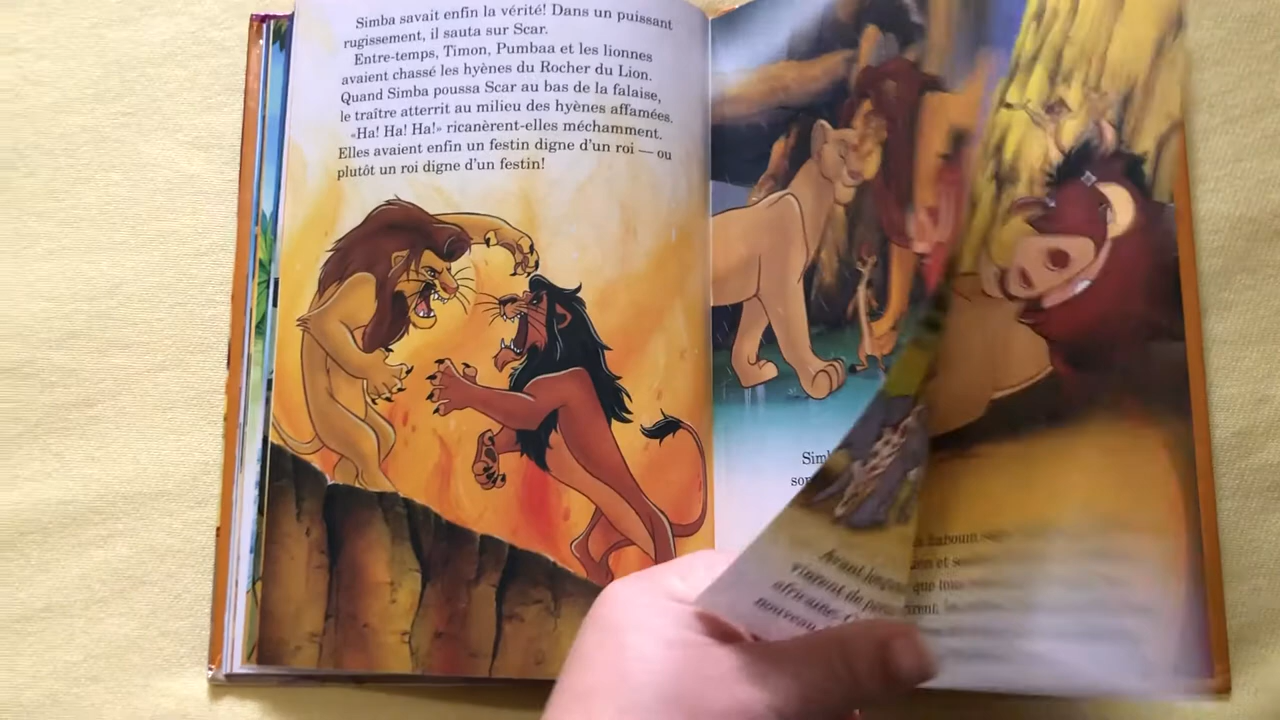 Simba savait enfin la vérité! Dans un puissant
rugissement, il sauta sur Scar.
Entre-temps, Timon, Pumbaa et les lionnes
avaient chassé les hyènes du Rocher du Lion.
Quand Simba poussa Scar au bas de la falaise,
le traître atterrit au milieu des hyènes affamées.
«Ha! Ha! Ha!» ricanèrent-elles méchamment.
Elles avaient enfin un festin digne d'un roi — ou
plutôt un roi digne d'un festin!
Avant
nouveau
que